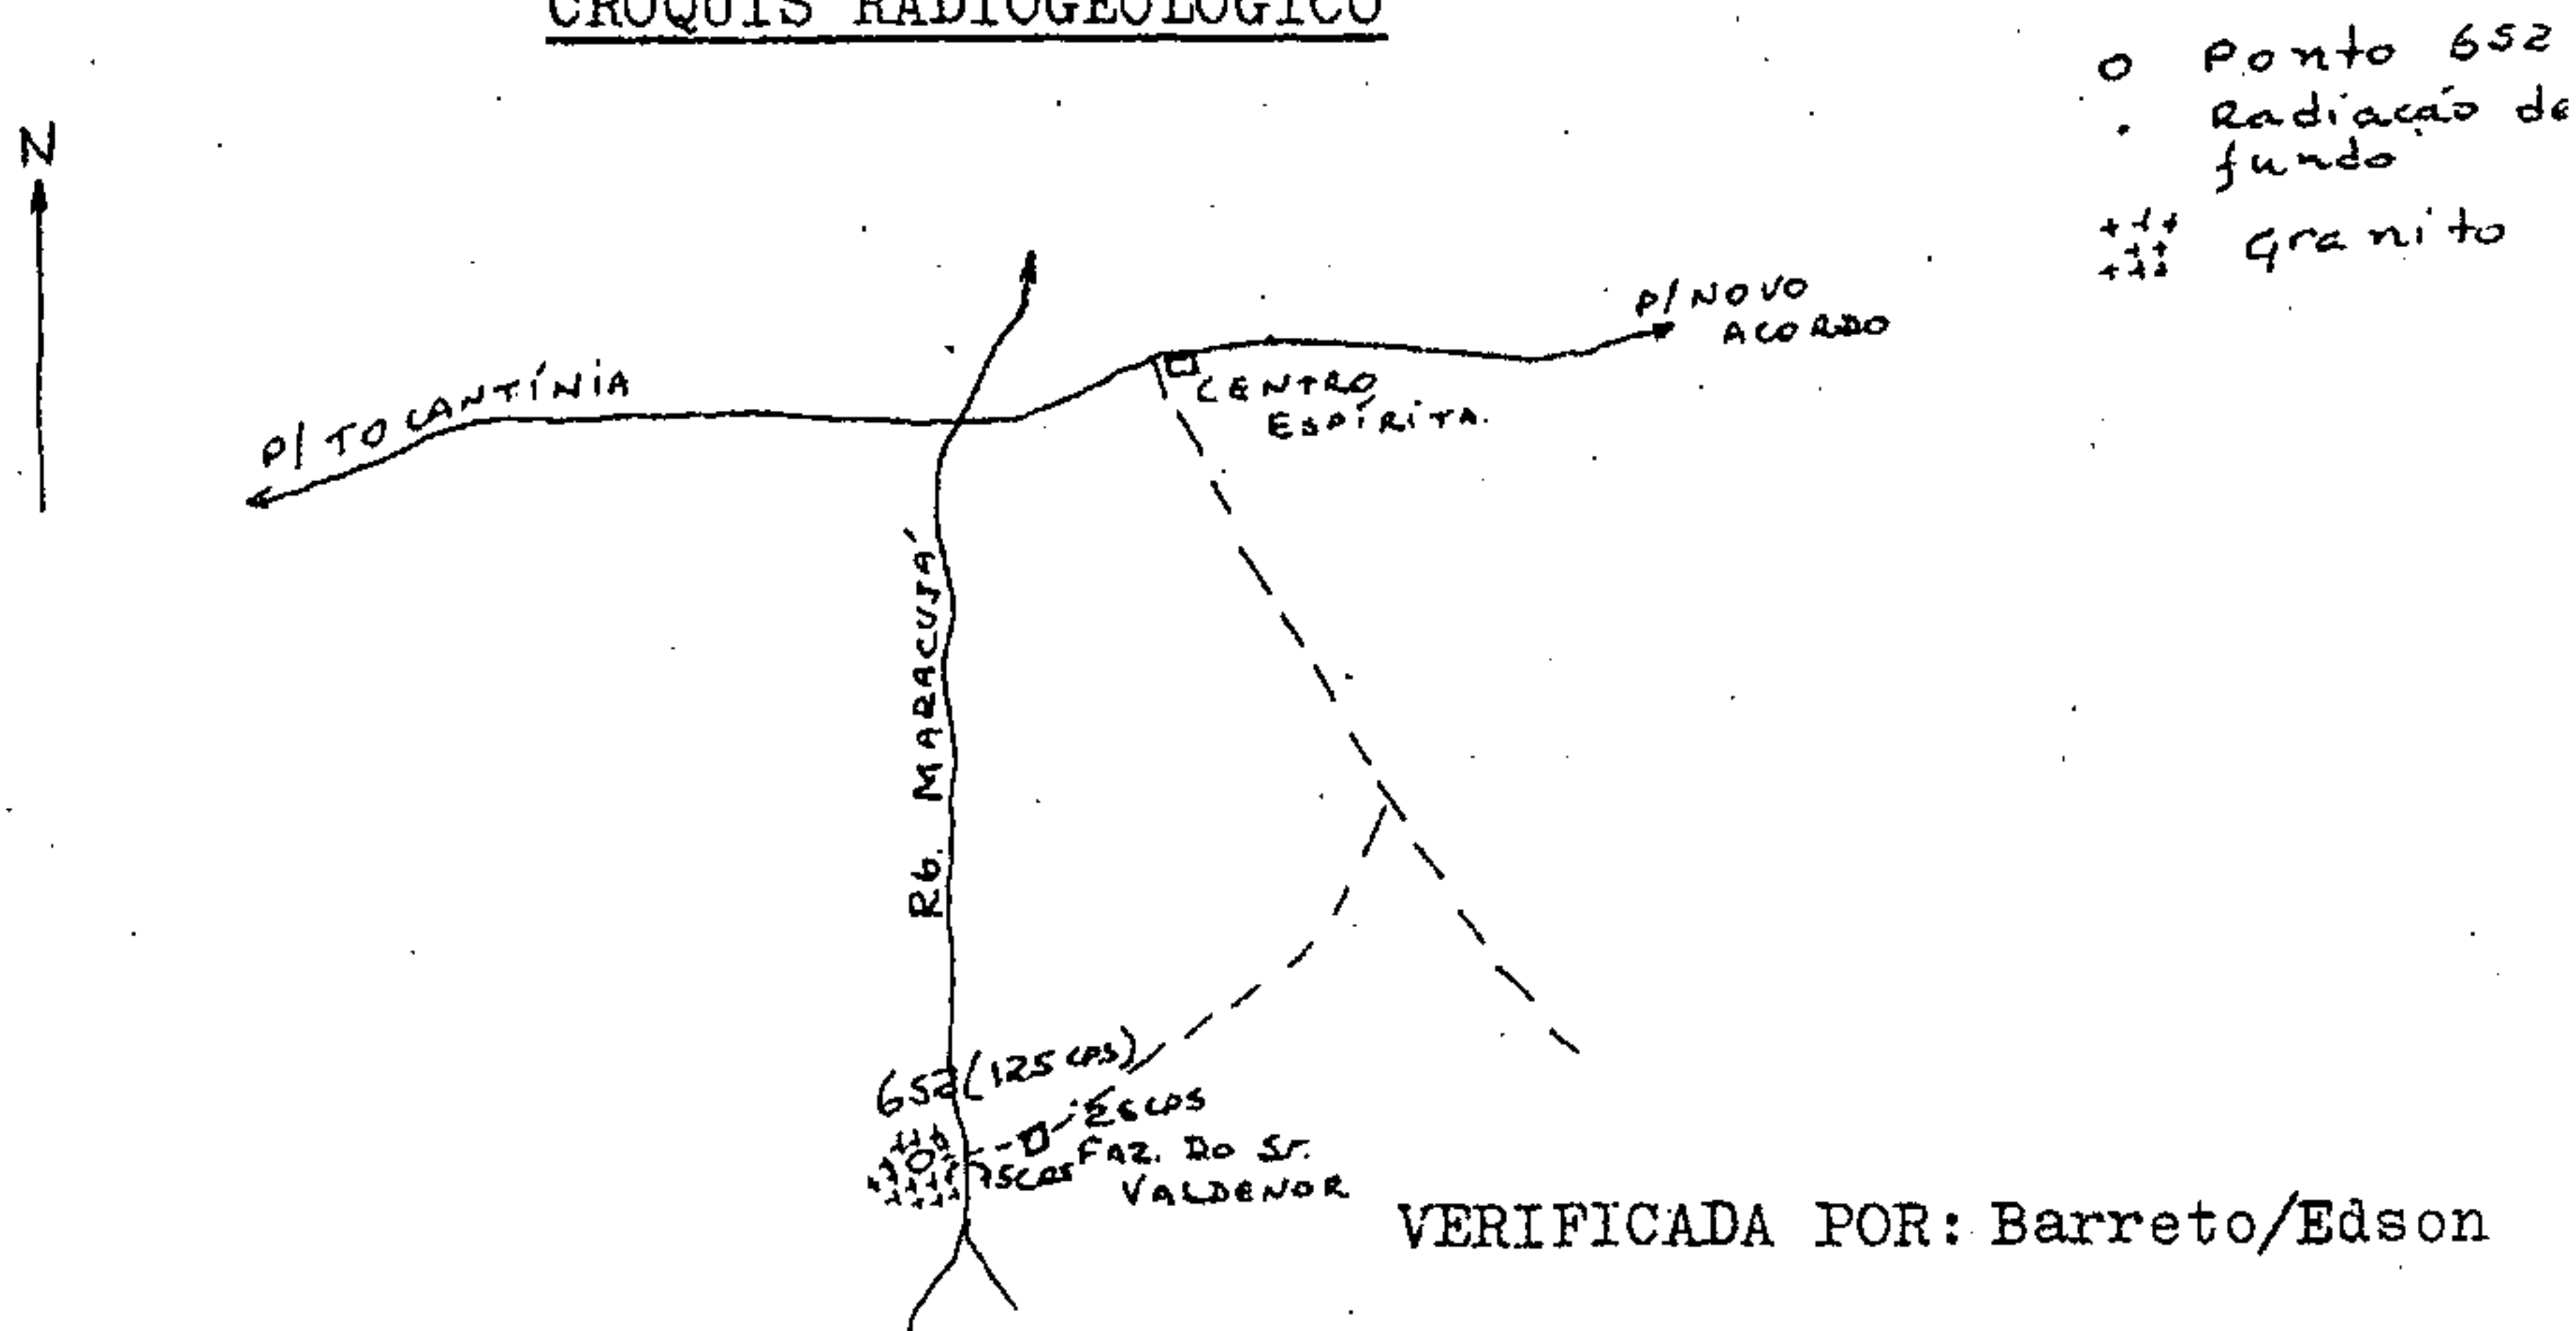 CROQUIS RADIOGEOLÓGICO
o Ponto 652
. Radiação de
fundo
Granito
N
P/ NOVO
ACORDO
P/ TOCANTÍNIA
CENTRO
ESPÍRITA.
Rb. MARACUJÁ
652 (125 cps)
FAZ. DO Sr.
VALDENOR
VERIFICADA POR: Barreto/Edson